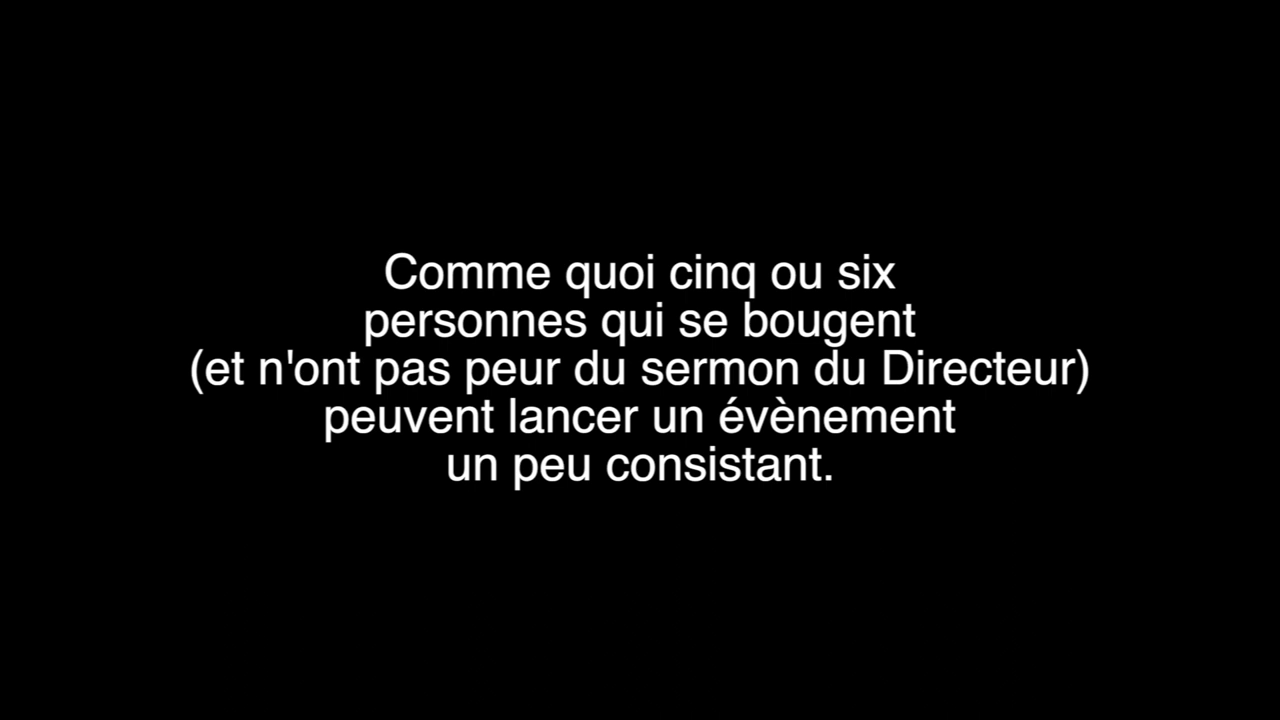 Comme quoi cinq ou six
personnes qui se bougent
(et n'ont pas peur du sermon du Directeur)
peuvent lancer un évènement
un peu consistant.